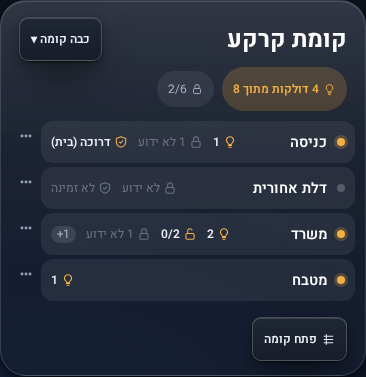 קומת קרקע
כבה קומה ▾
4 דולקות מתוך 8
2/6
כניסה 1 1 לא ידוע דרוכה (בית)
דלת אחורית לא ידוע לא זמינה
משרד 2 0/2 1 לא ידוע +1
מטבח 1
פתח קומה